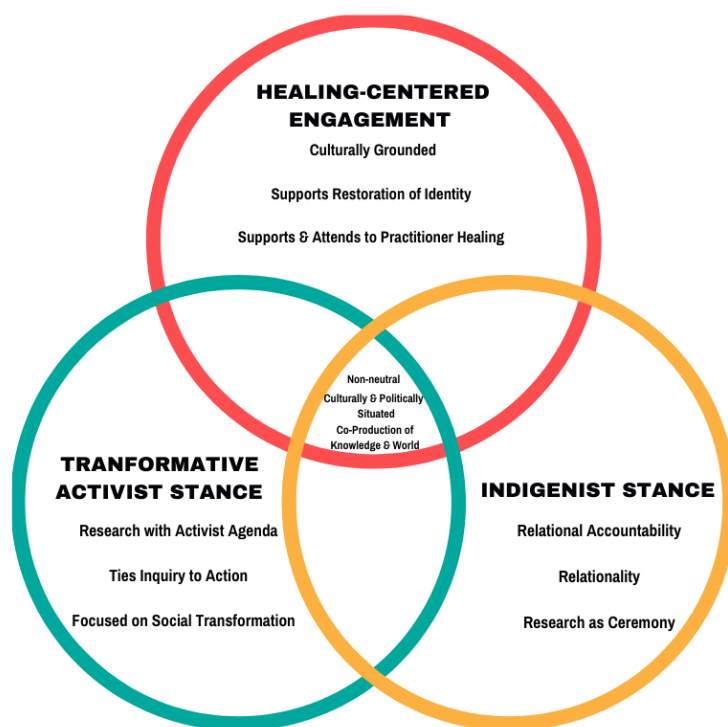 HEALING-CENTERED
ENGAGEMENT
Culturally Grounded
Supports Restoration of Identity
Supports & Attends to Practitioner Healing
Non-neutral
Culturally & Politically
Situated
Co-Production of
Knowledge & World
TRANFORMATIVE
ACTIVIST STANCE
Research with Activist Agenda
Ties Inquiry to Action
Focused on Social Transformation
INDIGENIST STANCE
Relational Accountability
Relationality
Research as Ceremony